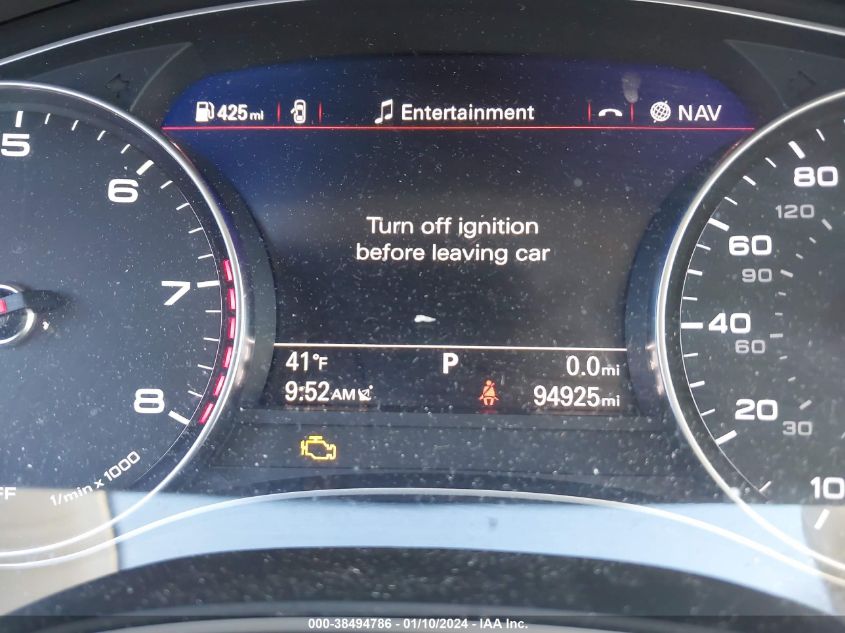 425mi Entertainment NAV
Turn off ignition
before leaving car
41°F P 0.0mi
9:52AM 94925mi
5
6
7
8
1/min x 1000
FF
80
120
60
90
40
60
20
30
10
000-38494786 - 01/10/2024 - IAA Inc.